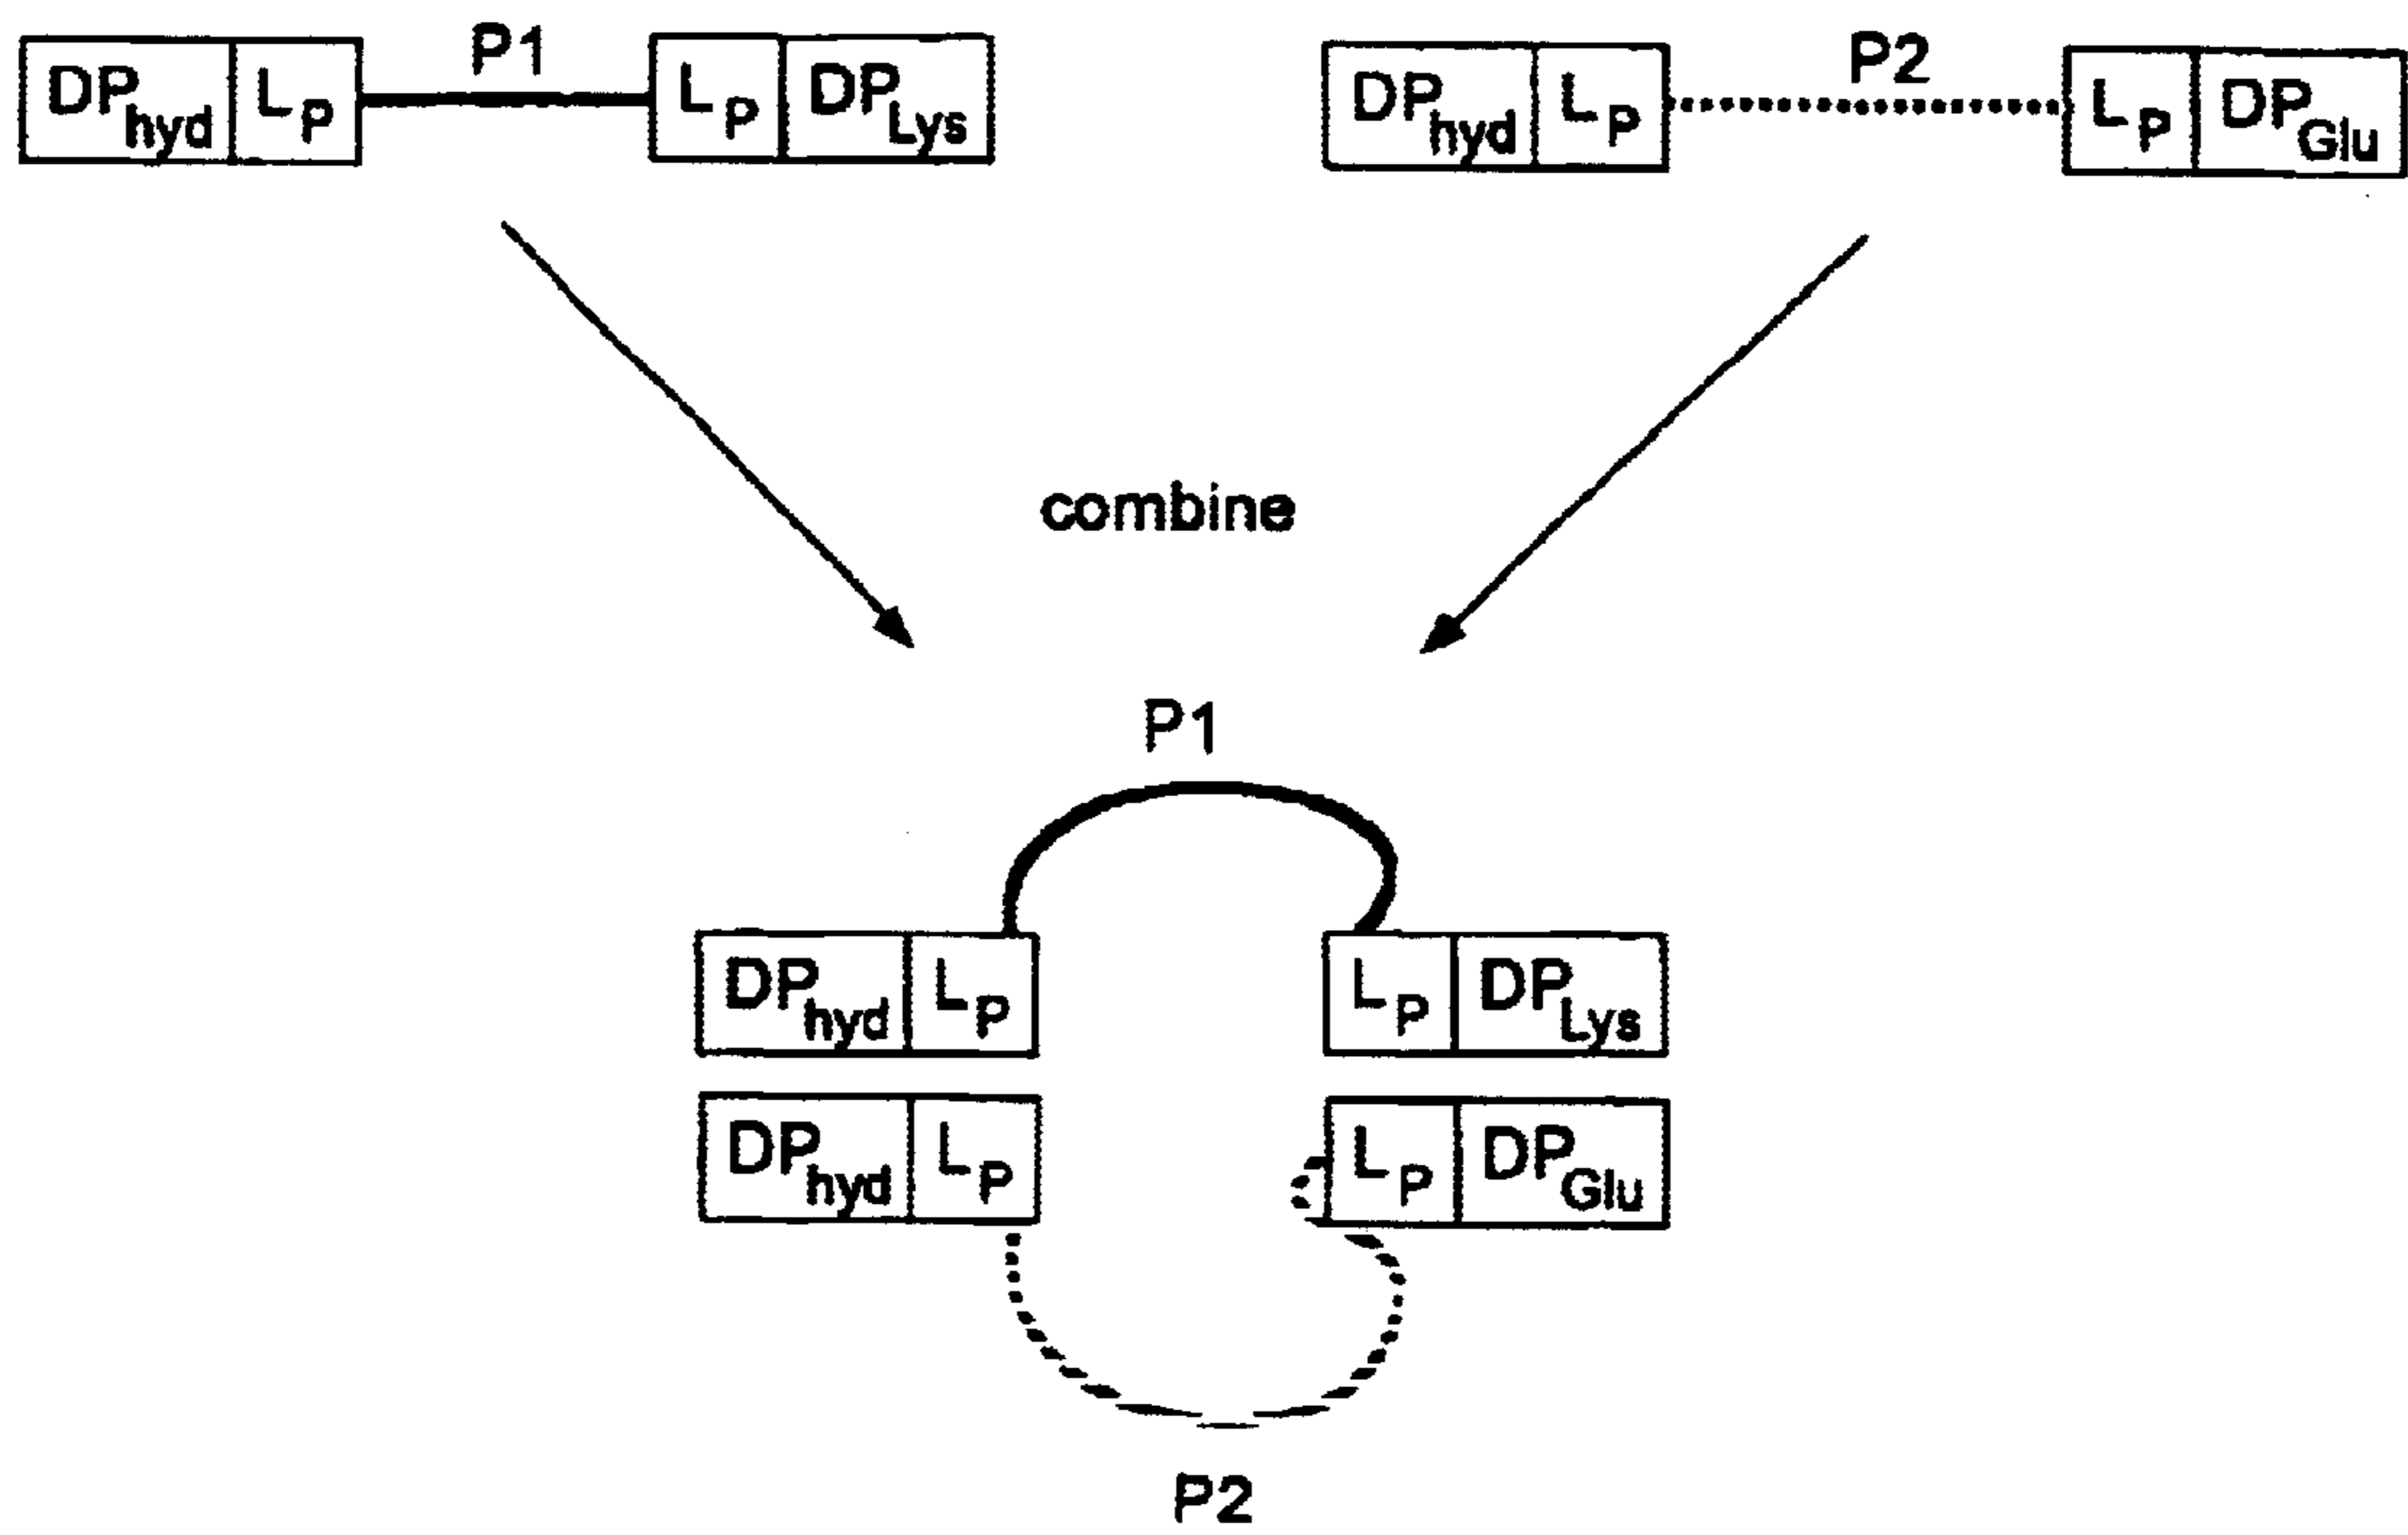 P1 P2
DPhyd LP LP DPLys DPhyd LP LP DPGlu
combine
P1
DPhyd LP LP DPLys
DPhyd LP LP DPGlu
P2